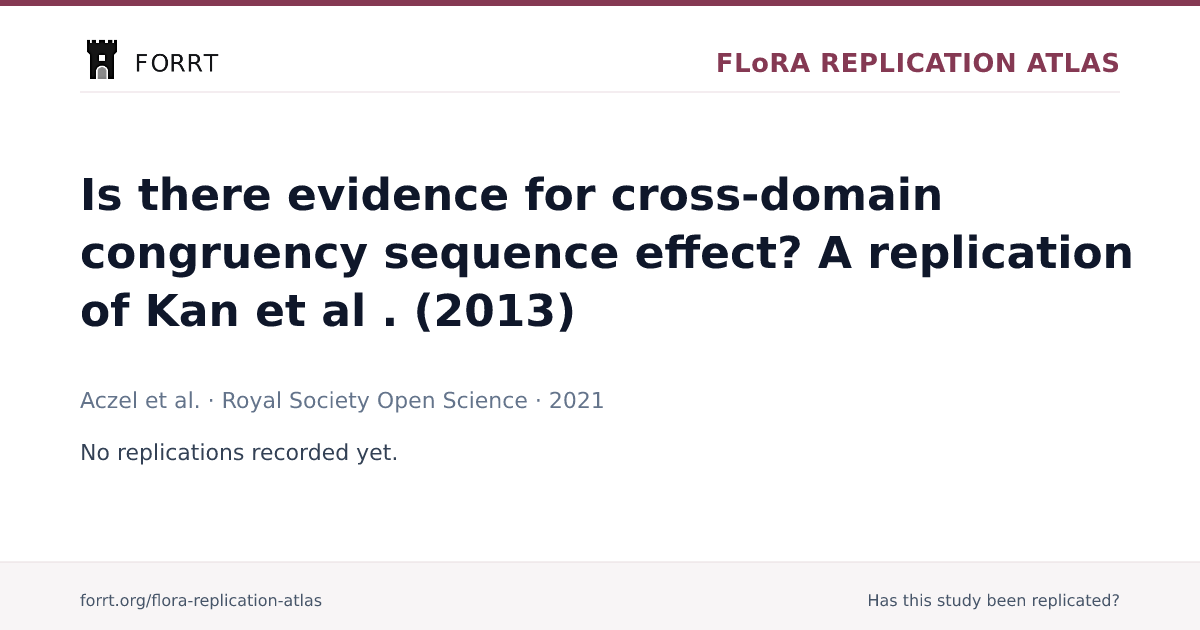 FORRT
FLoRA REPLICATION ATLAS
Is there evidence for cross-domain
congruency sequence effect? A replication
of Kan et al . (2013)
Aczel et al. · Royal Society Open Science · 2021
No replications recorded yet.
forrt.org/flora-replication-atlas
Has this study been replicated?